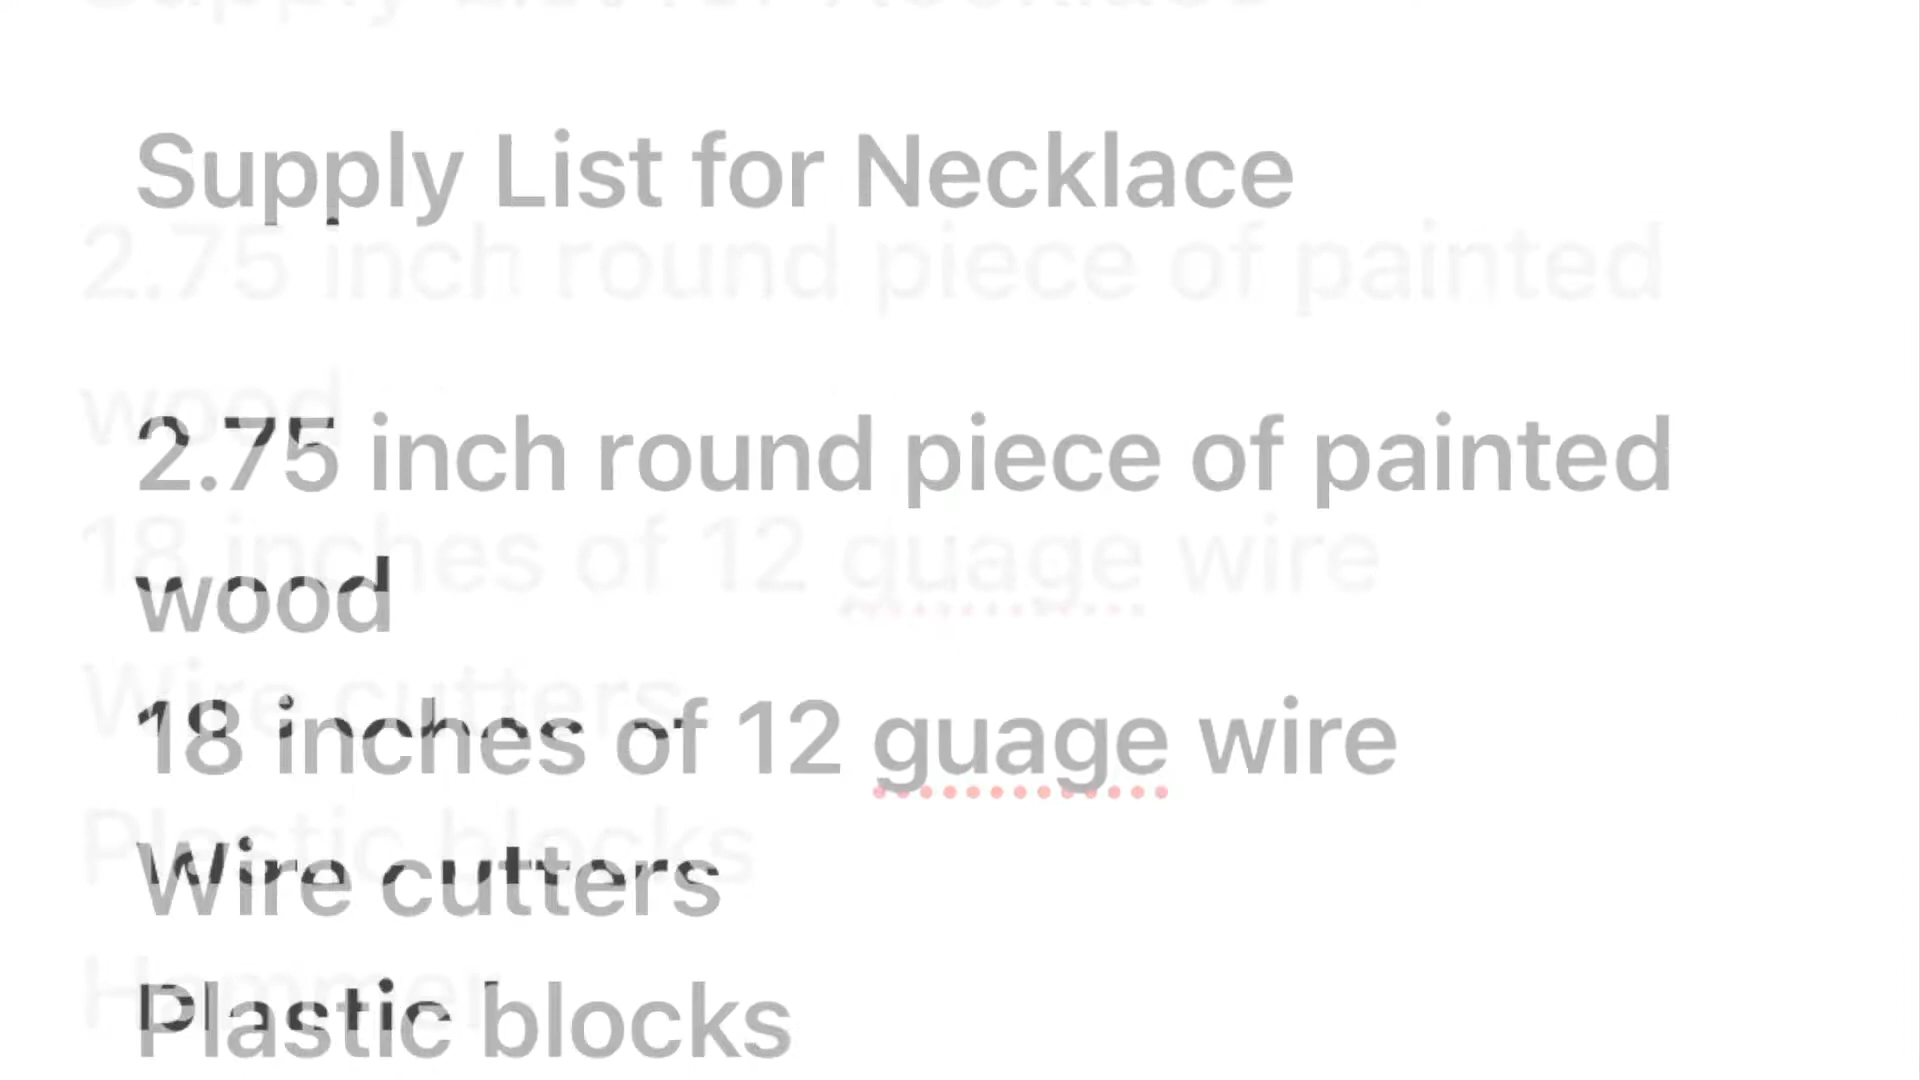 Supply List for Necklace
2.75 inch round piece of painted
wood
18 inches of 12 guage wire
Wire cutters
Plastic blocks
Hammer